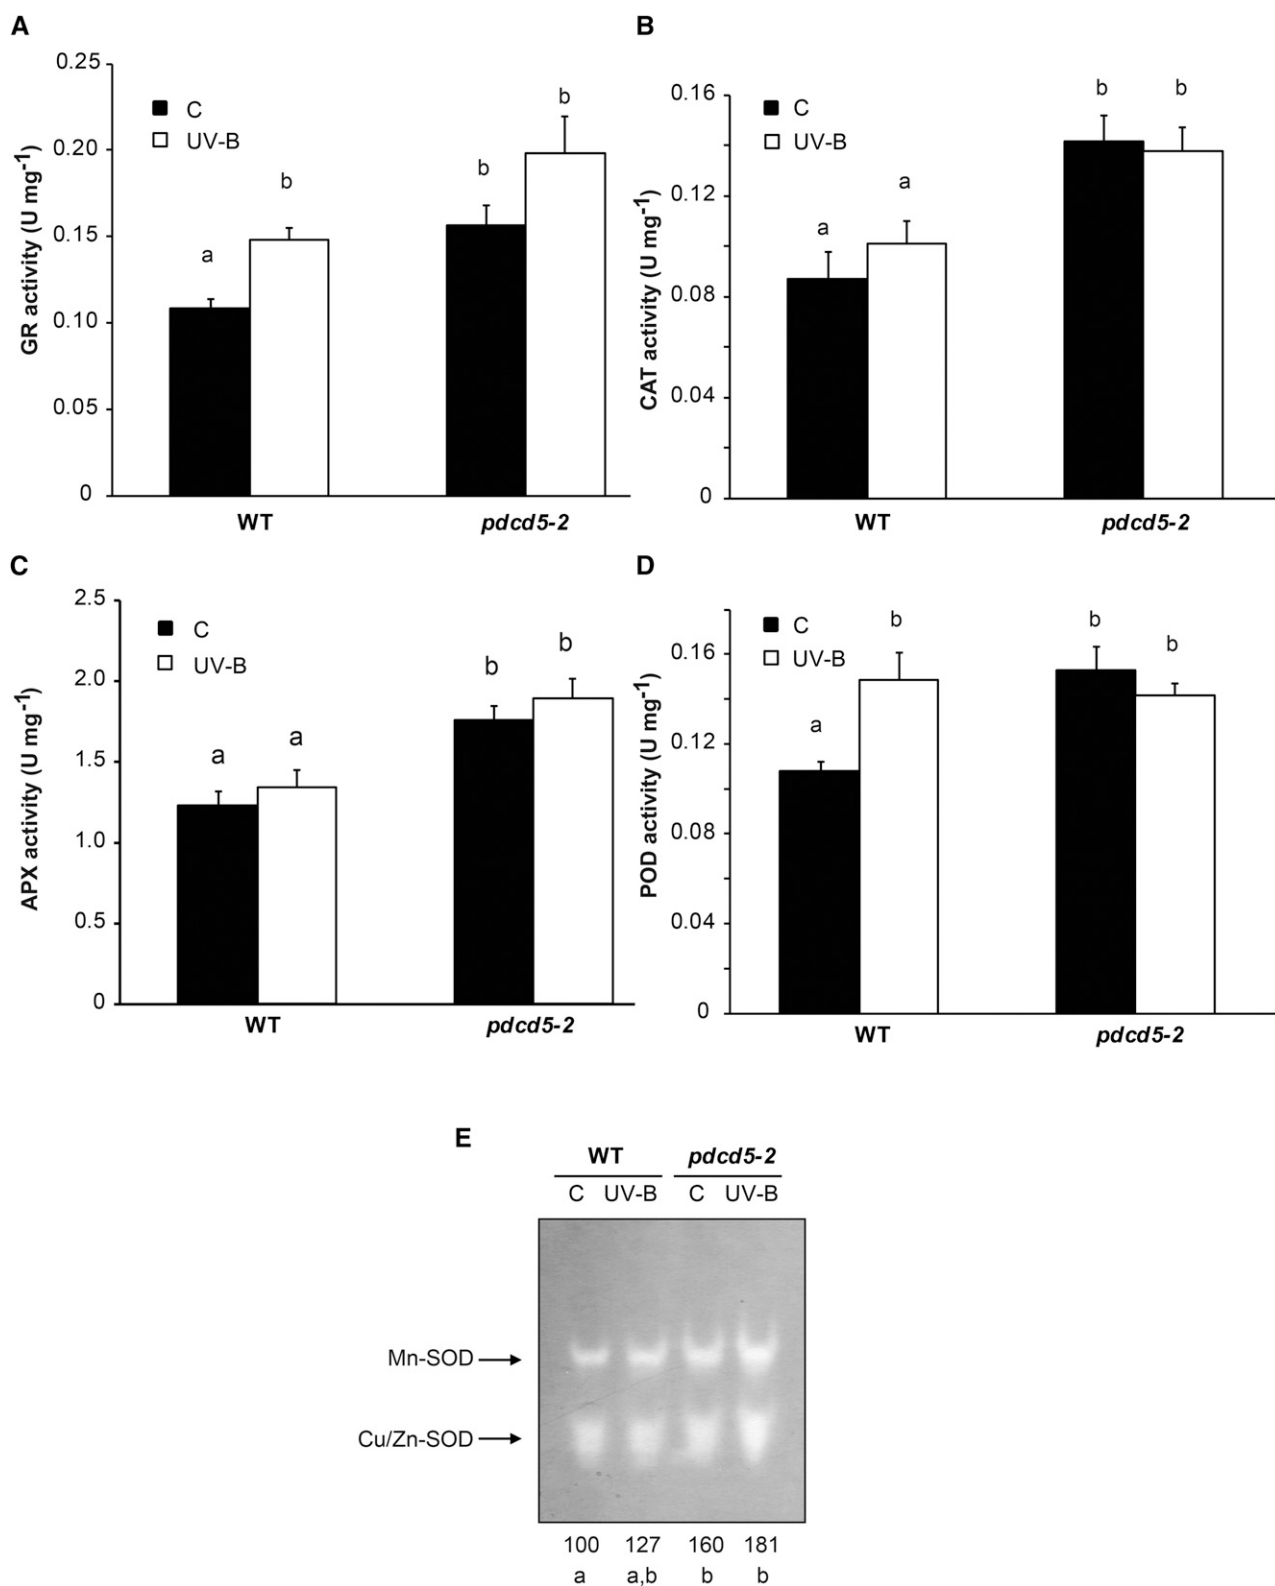 A
GR activity (U mg-1)
0.25
0.20
0.15
0.10
0.05
0
C
UV-B
a
b
b
b
WT
pdcd5-2
B
CAT activity (U mg-1)
0.16
0.12
0.08
0.04
0
C
UV-B
a
a
b
b
WT
pdcd5-2
C
APX activity (U mg-1)
2.5
2.0
1.5
1.0
0.5
0
C
UV-B
a
a
b
b
WT
pdcd5-2
D
POD activity (U mg-1)
0.16
0.12
0.08
0.04
0
C
UV-B
a
b
b
b
WT
pdcd5-2
E
WT pdcd5-2
C UV-B C UV-B
Mn-SOD
Cu/Zn-SOD
100 127 160 181
a a,b b b